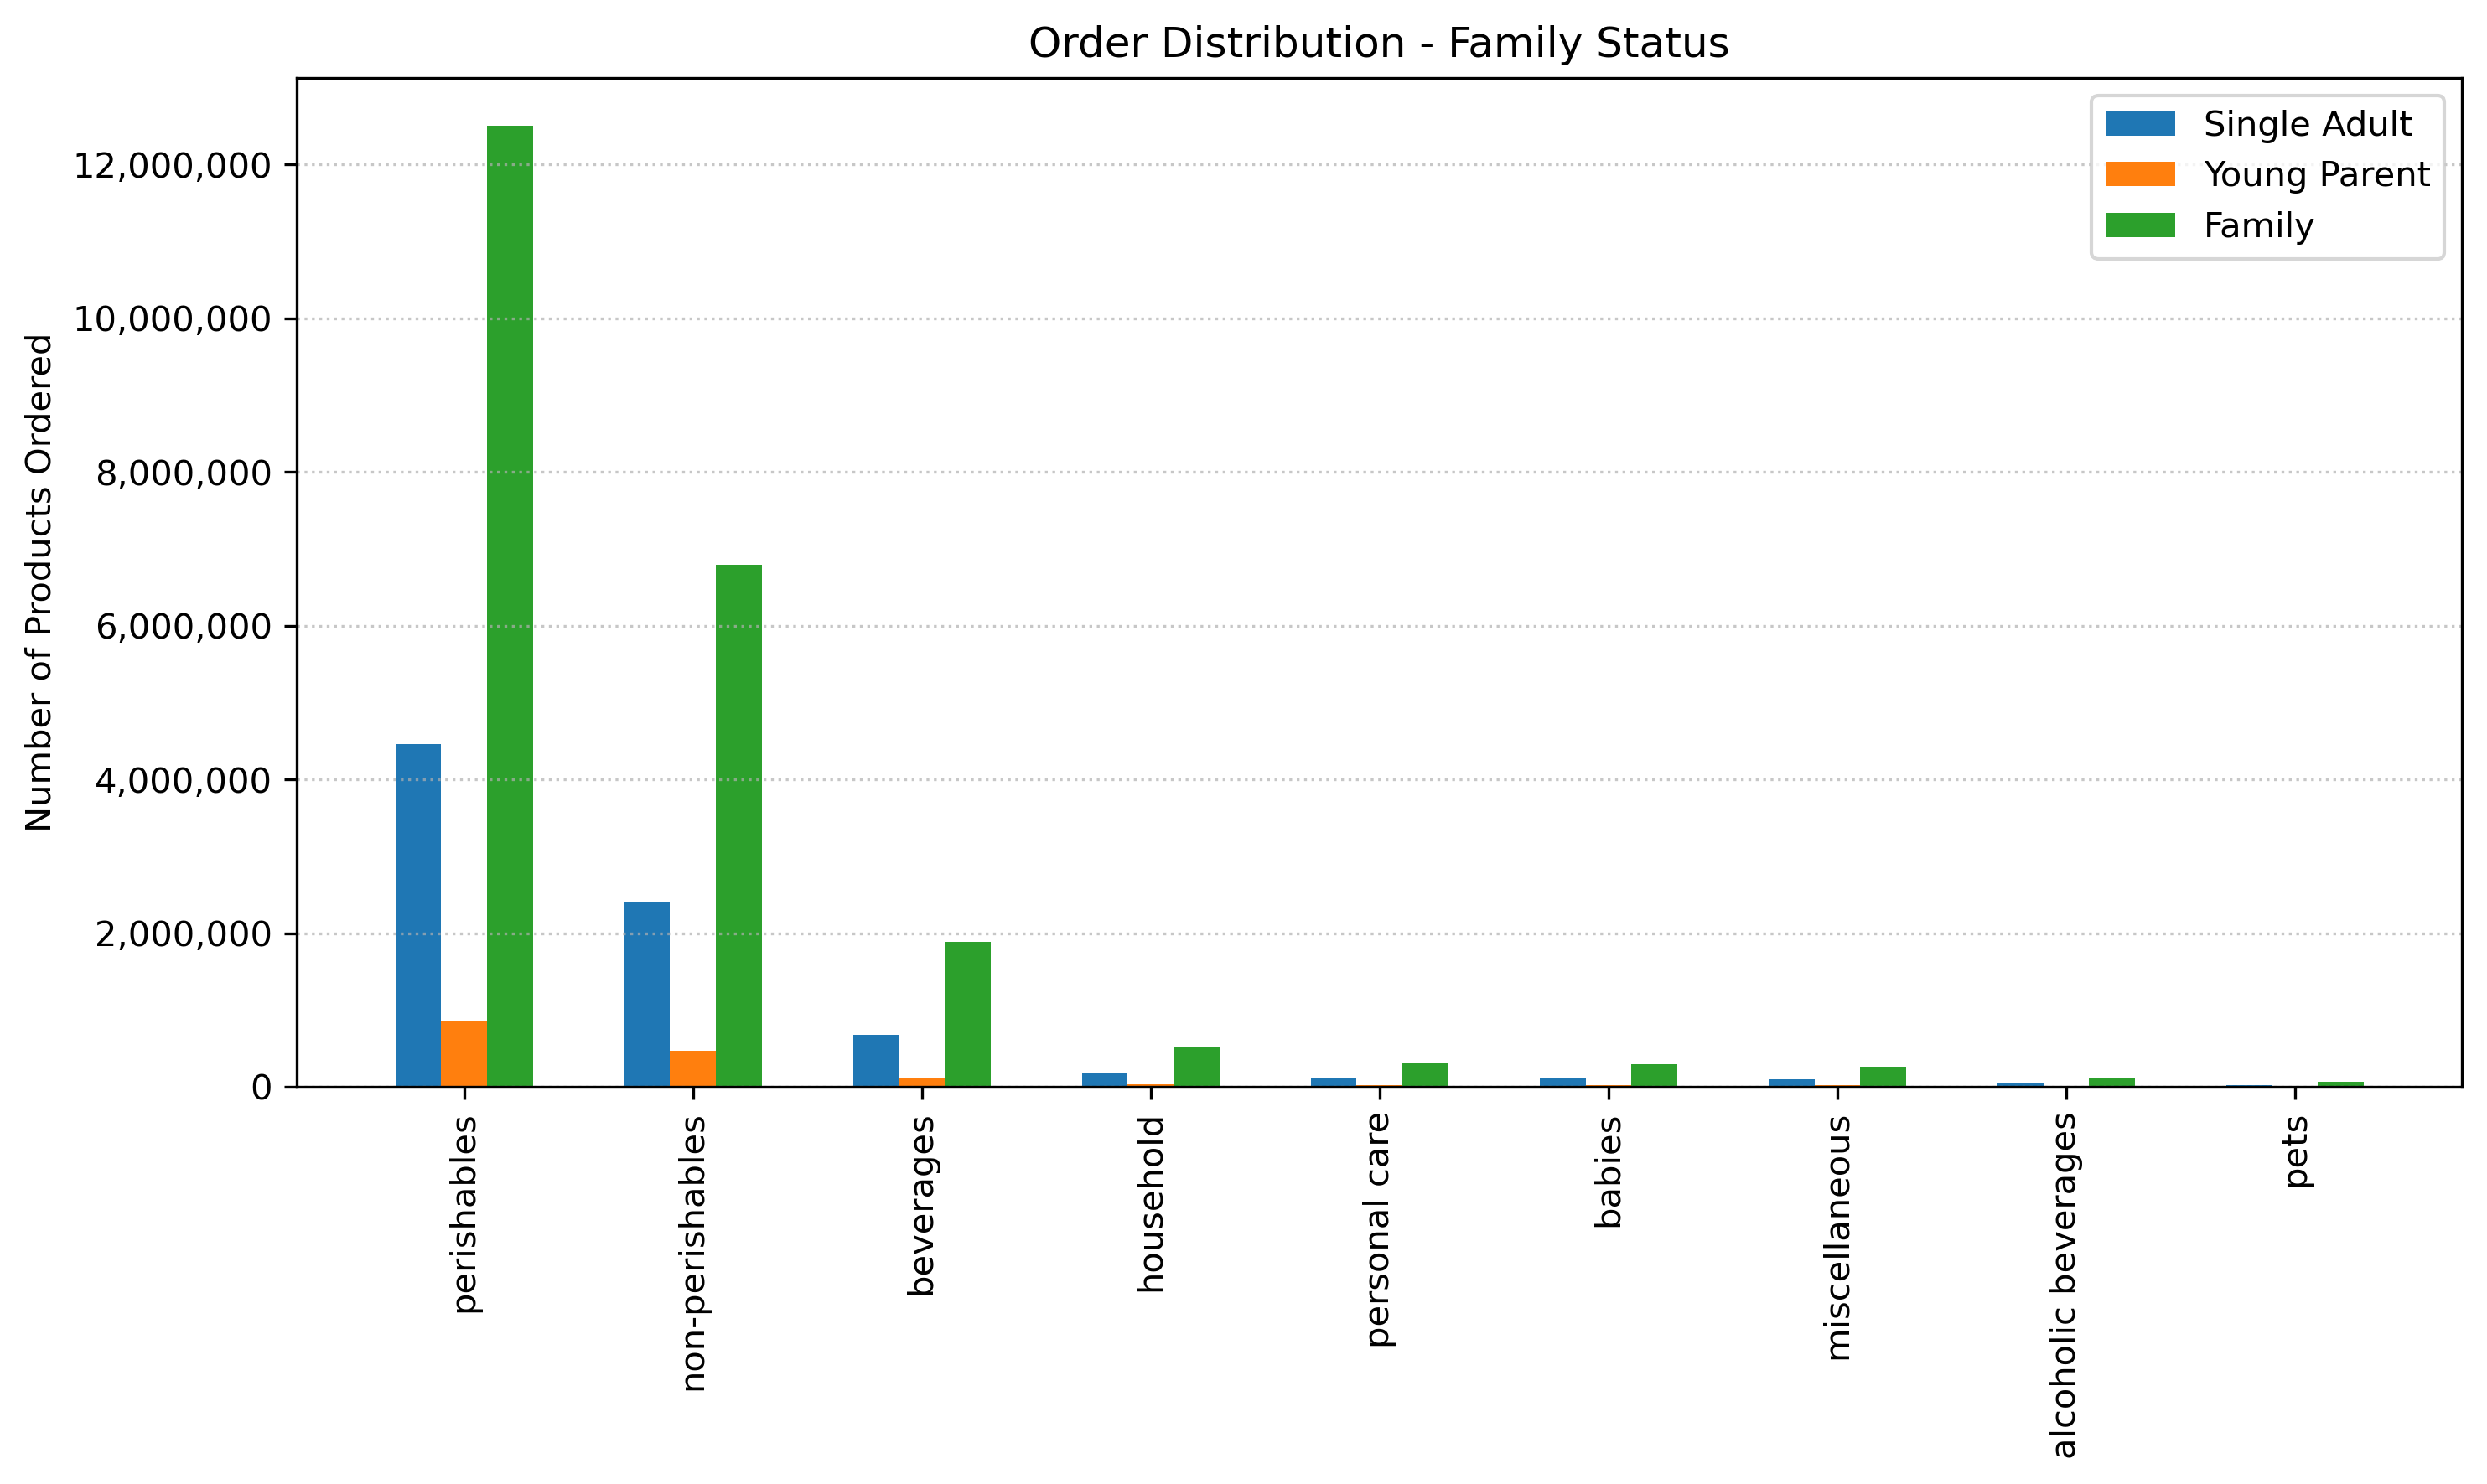 Order Distribution - Family Status
Single Adult
Young Parent
Family
Number of Products Ordered
12,000,000
10,000,000
8,000,000
6,000,000
4,000,000
2,000,000
0
perishables
non-perishables
beverages
household
personal care
babies
miscellaneous
alcoholic beverages
pets